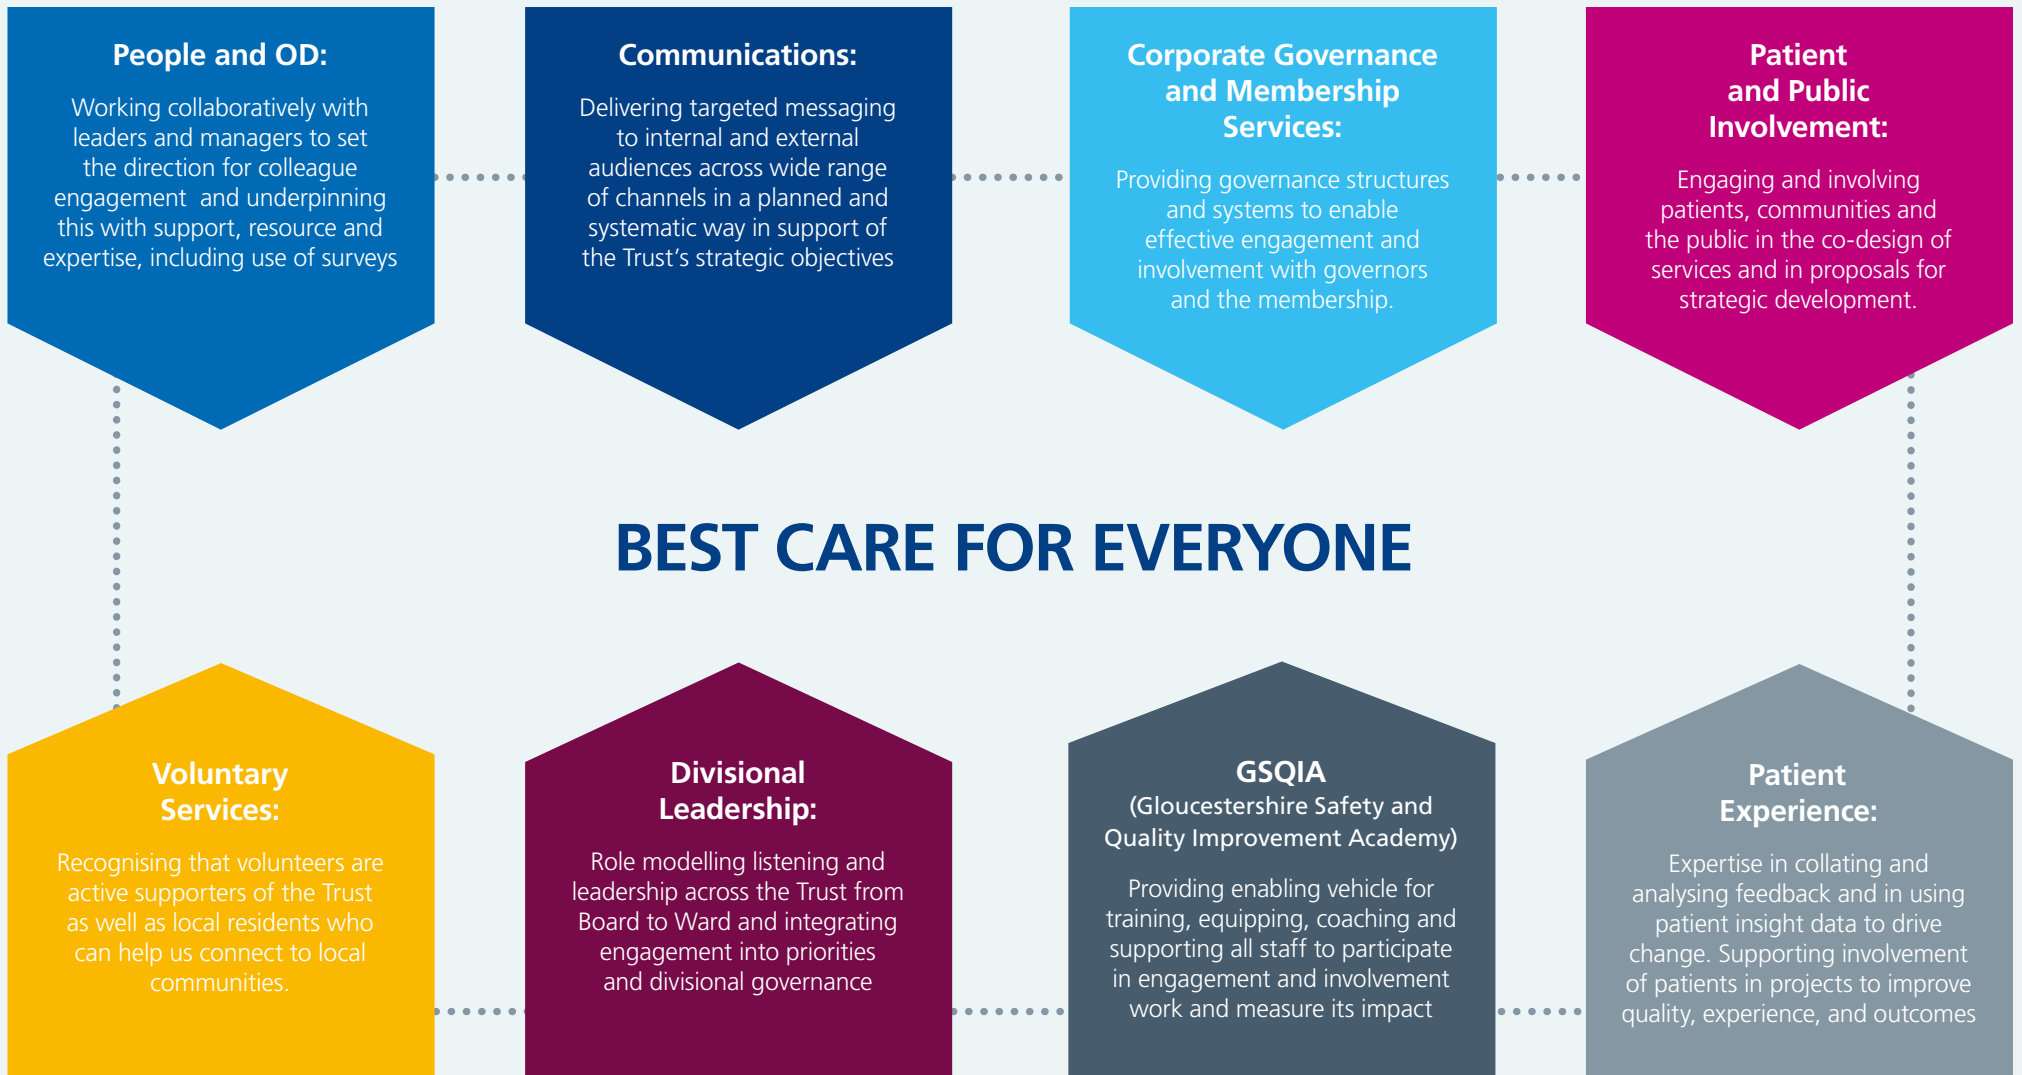 People and OD:
Working collaboratively with
leaders and managers to set
the direction for colleague
engagement  and underpinning
this with support, resource and
expertise, including use of surveys
Communications:
Delivering targeted messaging
to internal and external
audiences across wide range
of channels in a planned and
systematic way in support of
the Trust’s strategic objectives
Corporate Governance
and Membership
Services:
Providing governance structures
and systems to enable
effective engagement and
involvement with governors
and the membership.
Patient
and Public
Involvement:
Engaging and involving
patients, communities and
the public in the co-design of
services and in proposals for
strategic development.
BEST CARE FOR EVERYONE
Voluntary
Services:
Recognising that volunteers are
active supporters of the Trust
as well as local residents who
can help us connect to local
communities.
Divisional
Leadership:
Role modelling listening and
leadership across the Trust from
Board to Ward and integrating
engagement into priorities
and divisional governance
GSQIA
(Gloucestershire Safety and
Quality Improvement Academy)
Providing enabling vehicle for
training, equipping, coaching and
supporting all staff to participate
in engagement and involvement
work and measure its impact
Patient
Experience:
Expertise in collating and
analysing feedback and in using
patient insight data to drive
change. Supporting involvement
of patients in projects to improve
quality, experience, and outcomes